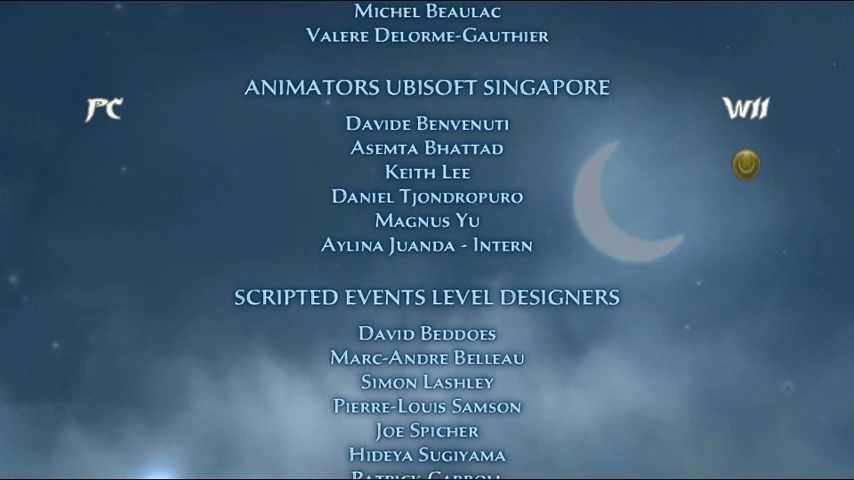 Michel Beaulac
Valere Delorme-Gauthier
ANIMATORS UBISOFT SINGAPORE
PC
WII
Davide Benvenuti
Asemta Bhattad
Keith Lee
Daniel Tjondropuro
Magnus Yu
Aylina Juanda - Intern
SCRIPTED EVENTS LEVEL DESIGNERS
David Beddoes
Marc-Andre Belleau
Simon Lashley
Pierre-Louis Samson
Joe Spicher
Hideya Sugiyama
Patrick Carroll